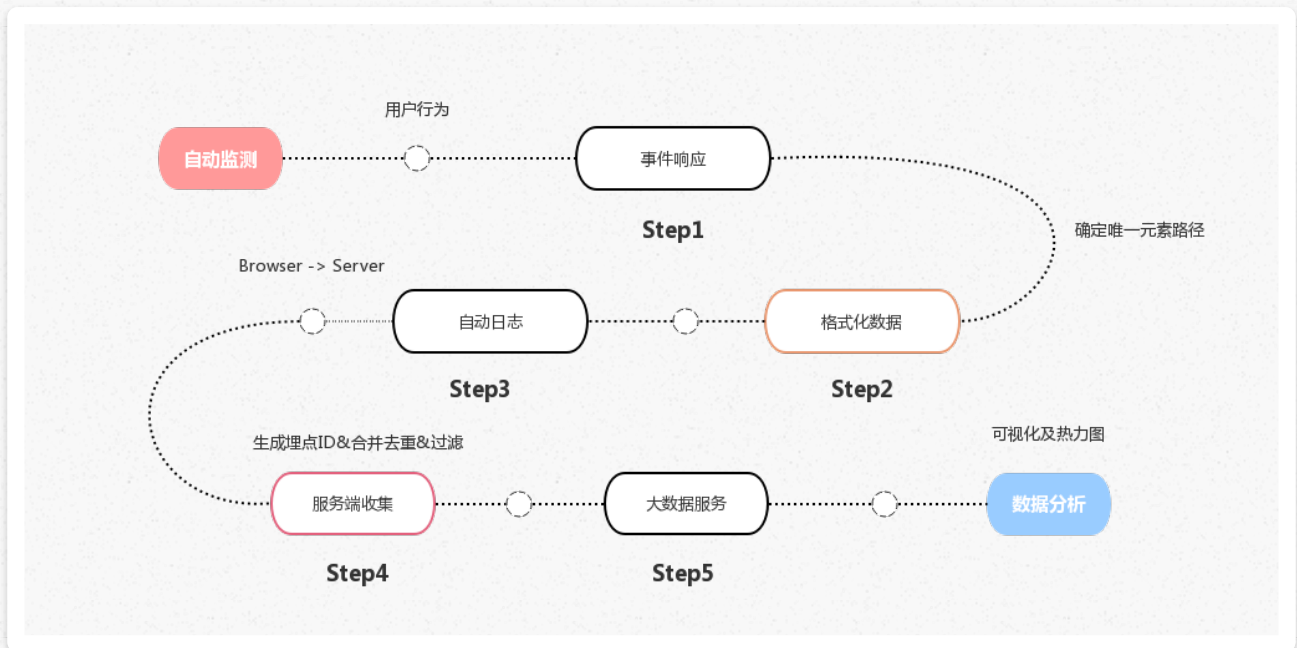 用户行为
自动监测
事件响应
Step1
确定唯一元素路径
Browser -> Server
自动日志
格式化数据
Step3
Step2
生成埋点ID&合并去重&过滤
可视化及热力图
服务端收集
大数据服务
数据分析
Step4
Step5